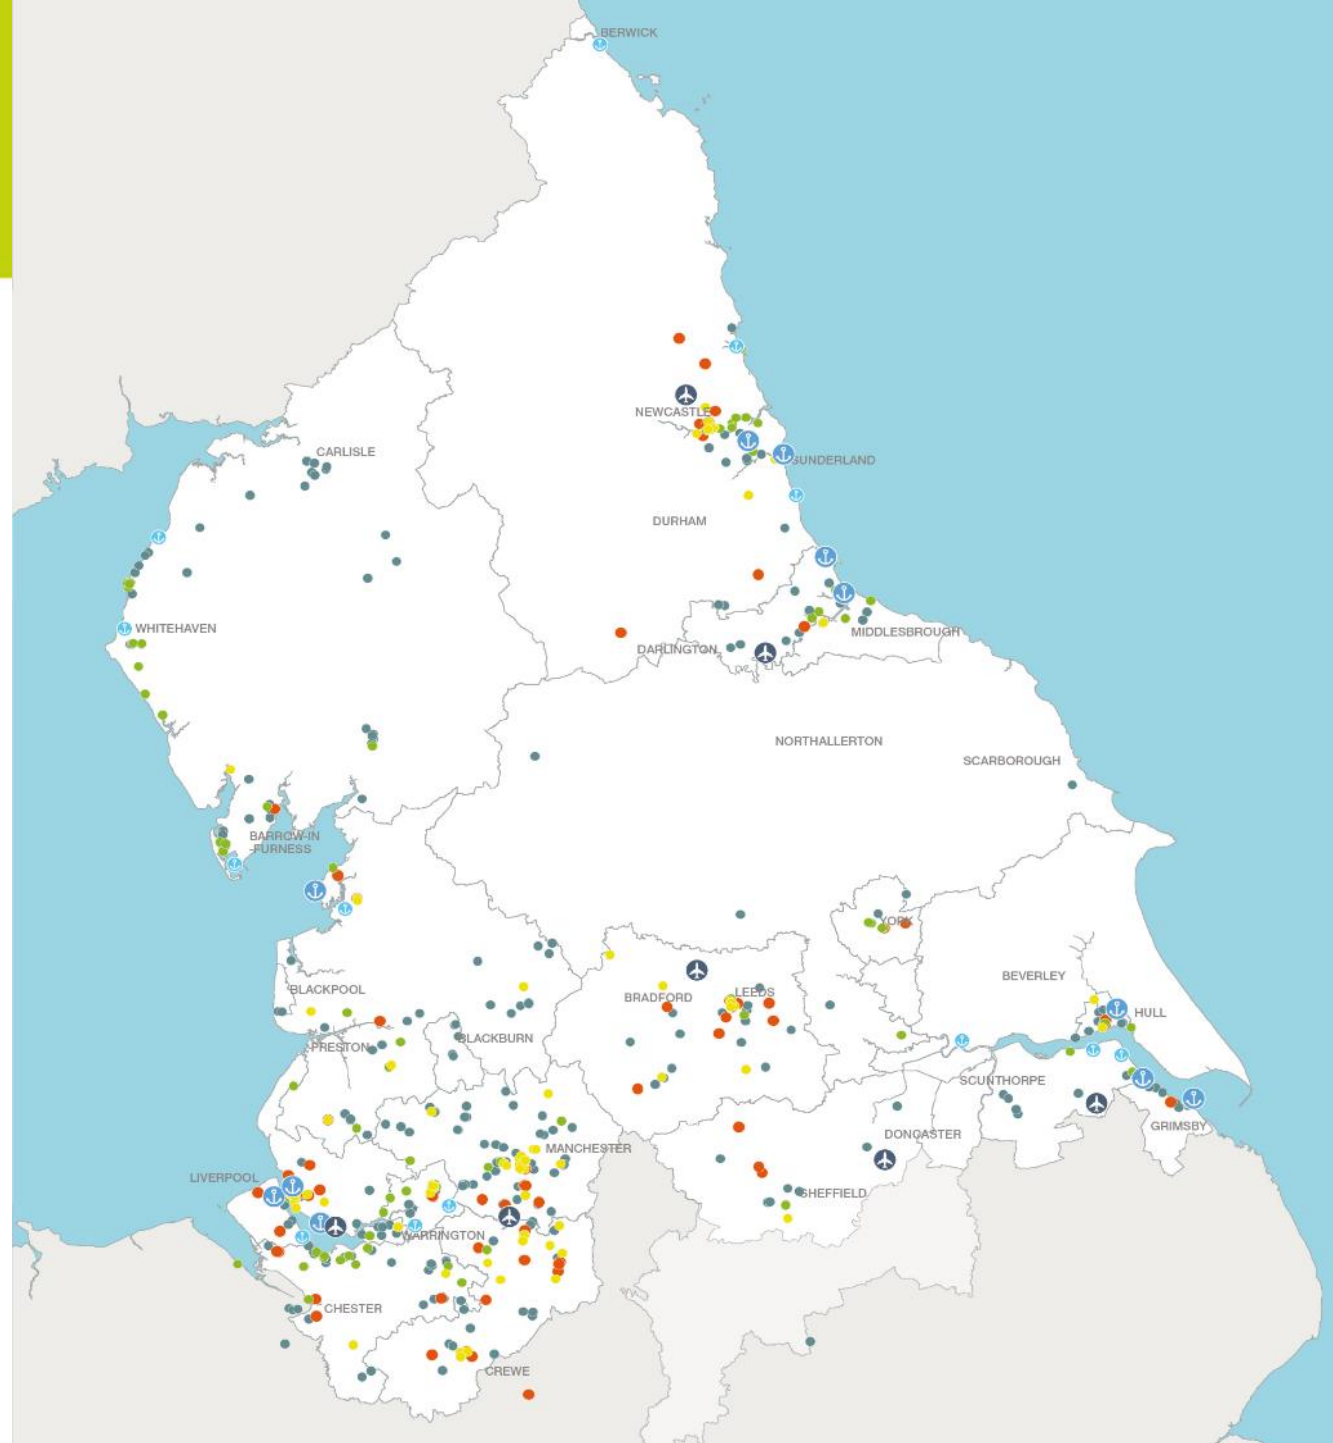 BERWICK
NEWCASTLE
CARLISLE
SUNDERLAND
DURHAM
WHITEHAVEN
MIDDLESBROUGH
DARLINGTON
NORTHALLERTON
SCARBOROUGH
BARROW-IN
-FURNESS
YORK
BEVERLEY
BLACKPOOL
BRADFORD
LEEDS
HULL
PRESTON
BLACKBURN
SCUNTHORPE
GRIMSBY
DONCASTER
MANCHESTER
LIVERPOOL
SHEFFIELD
WARRINGTON
CHESTER
CREWE